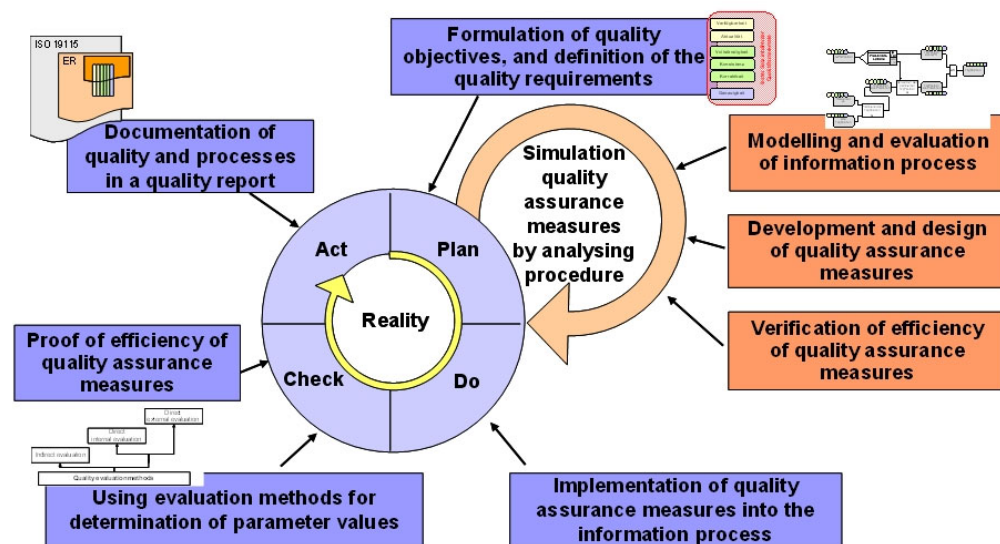 ISO 19115
ER
Documentation of
quality and processes
in a quality report
Formulation of quality
objectives, and definition of the
quality requirements
Modelling and evaluation
of information process
Development and design
of quality assurance
measures
Verification of efficiency
of quality assurance
measures
Simulation
quality
assurance
measures
by analysing
procedure
Act
Plan
Reality
Check
Do
Proof of efficiency of
quality assurance
measures
Direct
external evaluation
Direct
internal evaluation
Indirect evaluation
Quality evaluation methods
Using evaluation methods for
determination of parameter values
Implementation of quality
assurance measures into the
information process